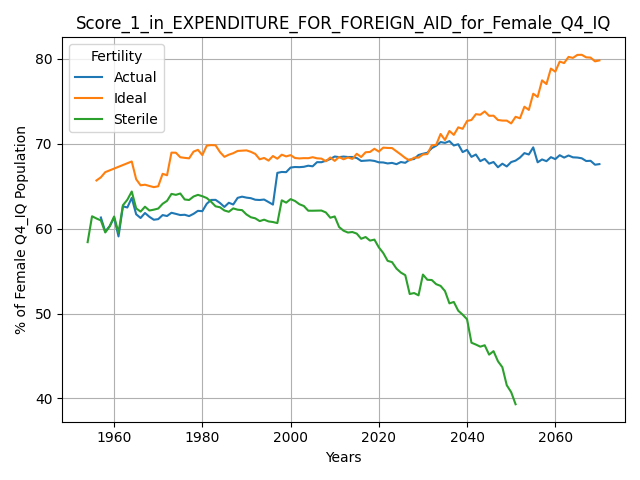 Score_1_in_EXPENDITURE_FOR_FOREIGN_AID_for_Female_Q4_IQ
Fertility
Actual
Ideal
Sterile
% of Female Q4_IQ Population
80
70
60
50
40
1960
1980
2000
2020
2040
2060
Years